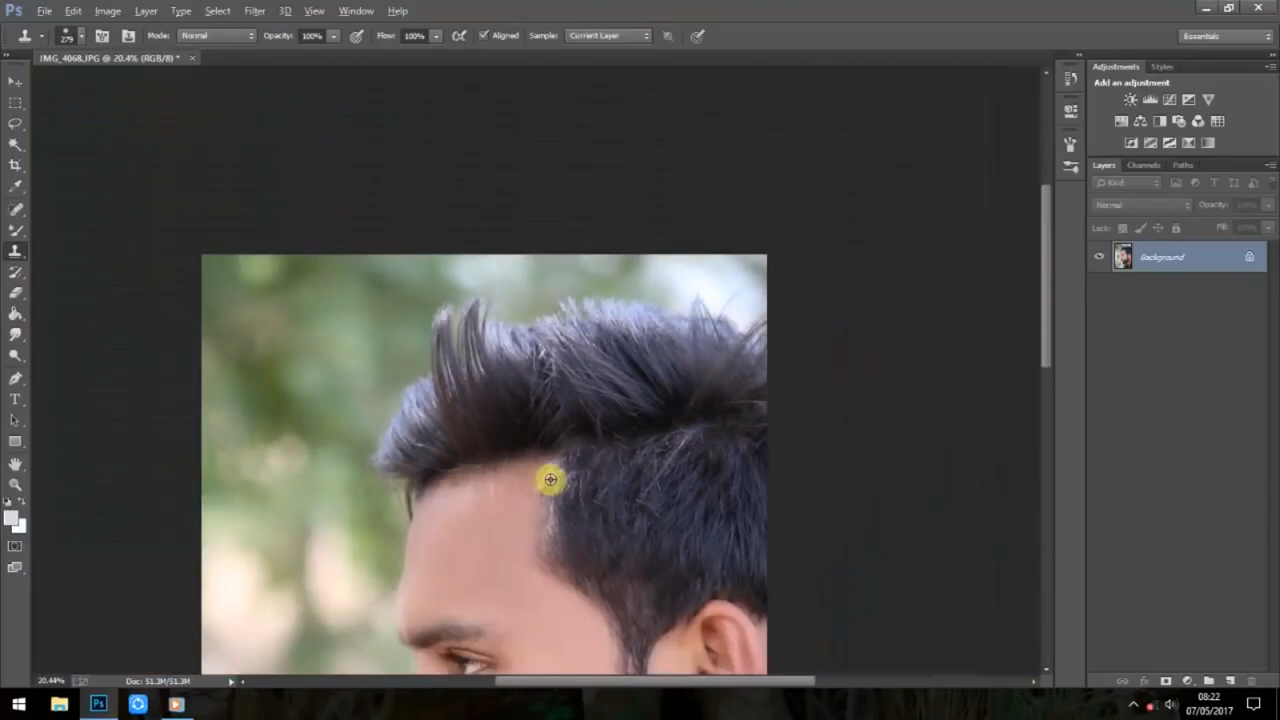 Ps File Edit Image Layer Type Select Filter 3D View Window Help
279 Mode: Normal Opacity: 100% Flow: 100% Aligned Sample: Current Layer Essentials
IMG_4068.JPG @ 20.4% (RGB/8) * ×
Adjustments Styles
Add an adjustment
Layers Channels Paths
Kind
Normal Opacity: 100%
Lock: Fill: 100%
Background
20.44% Doc: 51.3M/51.3M
Ps 08:22
07/05/2017